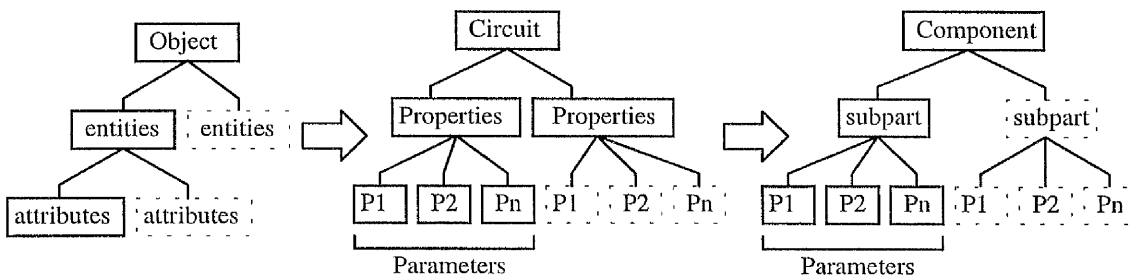 Object
entities
entities
attributes
attributes
Circuit
Properties
Properties
P1
P2
Pn
P1
P2
Pn
Parameters
Component
subpart
subpart
P1
P2
Pn
P1
P2
Pn
Parameters